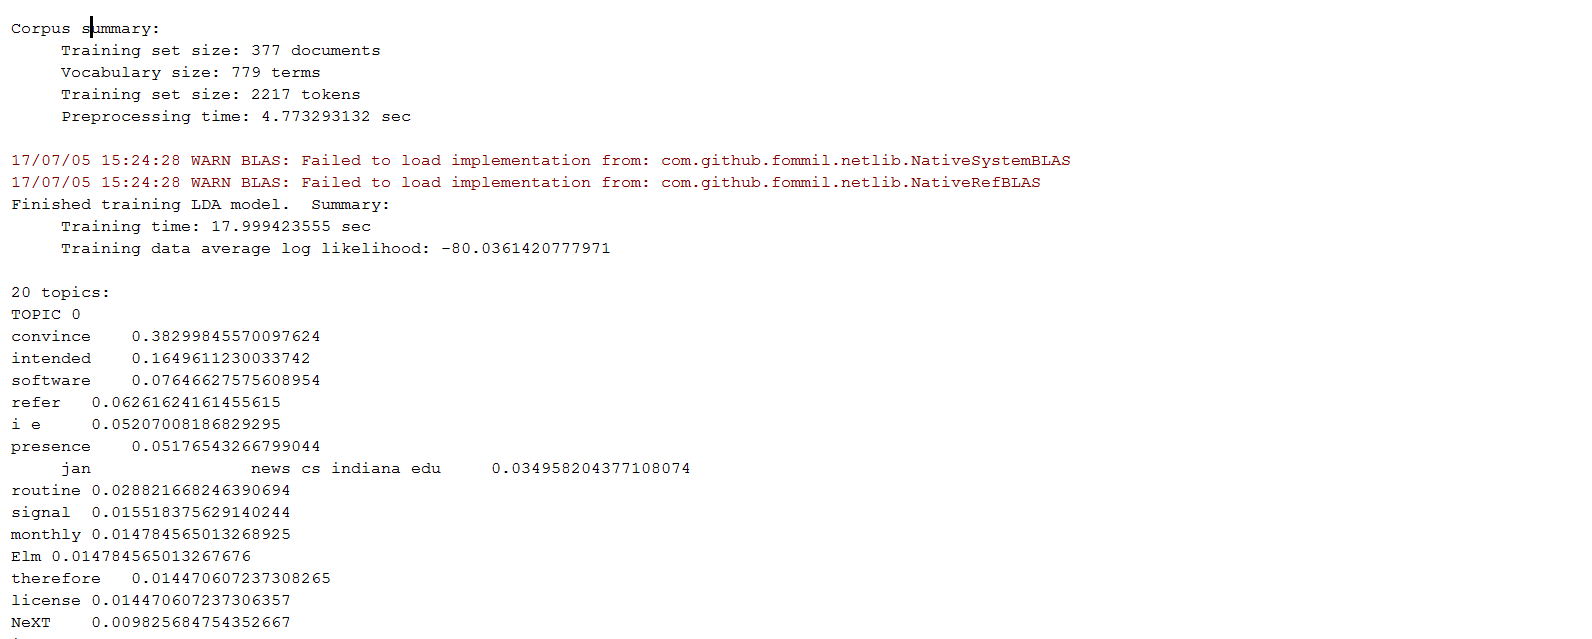 Corpus summary:
Training set size: 377 documents
Vocabulary size: 779 terms
Training set size: 2217 tokens
Preprocessing time: 4.773293132 sec
17/07/05 15:24:28 WARN BLAS: Failed to load implementation from: com.github.fommil.netlib.NativeSystemBLAS
17/07/05 15:24:28 WARN BLAS: Failed to load implementation from: com.github.fommil.netlib.NativeRefBLAS
Finished training LDA model.  Summary:
Training time: 17.999423555 sec
Training data average log likelihood: -80.0361420777971
20 topics:
TOPIC 0
convince 0.38299845570097624
intended 0.1649611230033742
software 0.07646627575608954
refer 0.06261624161455615
i e 0.05207008186829295
presence 0.05176543266799044
jan news cs indiana edu 0.034958204377108074
routine 0.028821668246390694
signal 0.015518375629140244
monthly 0.014784565013268925
Elm 0.014784565013267676
therefore 0.014470607237308265
license 0.014470607237306357
NeXT 0.009825684754352667